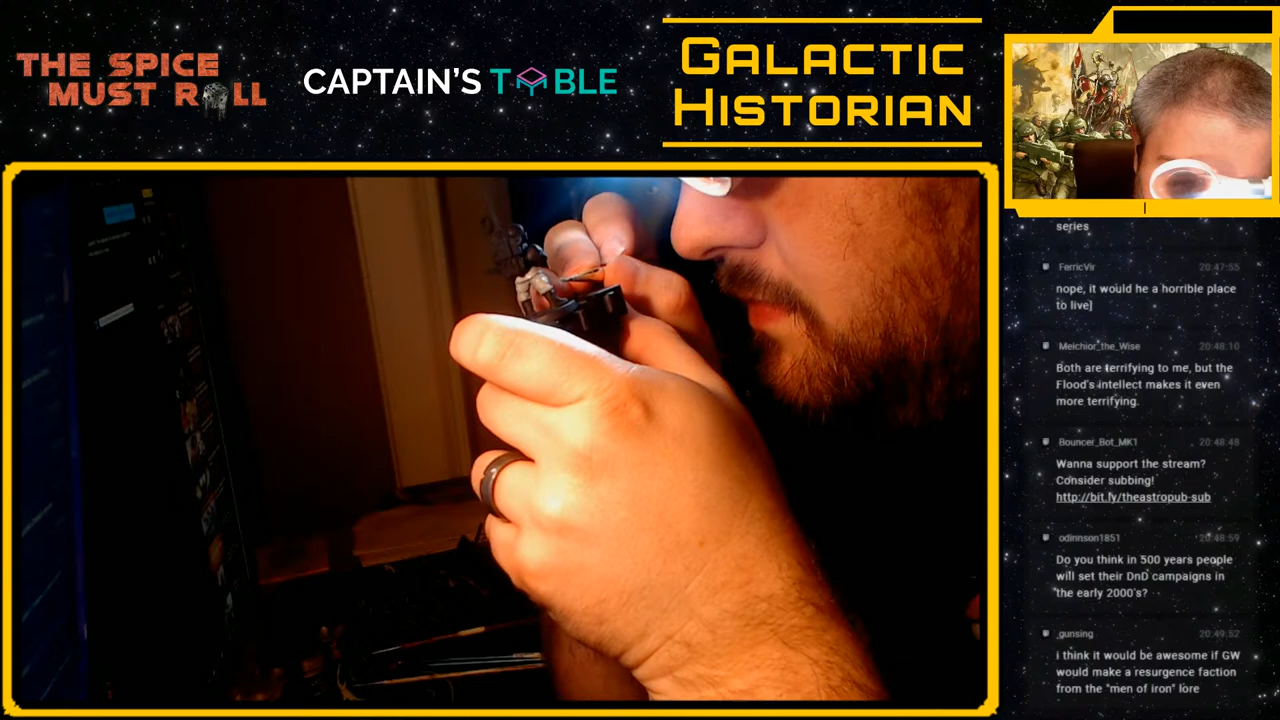 THE SPICE
MUST ROLL
CAPTAIN'S TABLE
GALACTIC
HISTORIAN
series
FerricVir 20:47:55
nope, it would he a horrible place
to live]
Melchior_the_Wise 20:48:10
Both are terrifying to me, but the
Flood's intellect makes it even
more terrifying.
Bouncer_Bot_MK1 20:48:48
Wanna support the stream?
Consider subbing!
http://bit.ly/theastropub-sub
odinnson1851 20:48:59
Do you think in 500 years people
will set their DnD campaigns in
the early 2000's?
_gunsing 20:49:52
i think it would be awesome if GW
would make a resurgence faction
from the "men of iron" lore